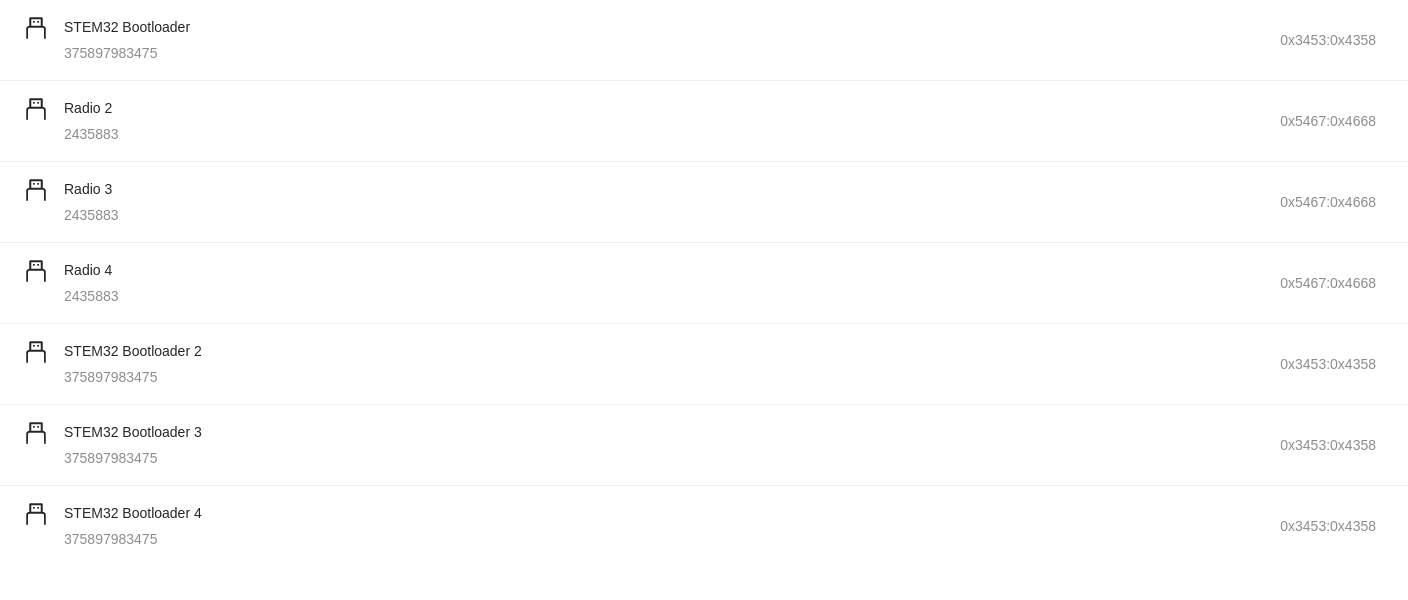 STEM32 Bootloader
375897983475
0x3453:0x4358
Radio 2
2435883
0x5467:0x4668
Radio 3
2435883
0x5467:0x4668
Radio 4
2435883
0x5467:0x4668
STEM32 Bootloader 2
375897983475
0x3453:0x4358
STEM32 Bootloader 3
375897983475
0x3453:0x4358
STEM32 Bootloader 4
375897983475
0x3453:0x4358